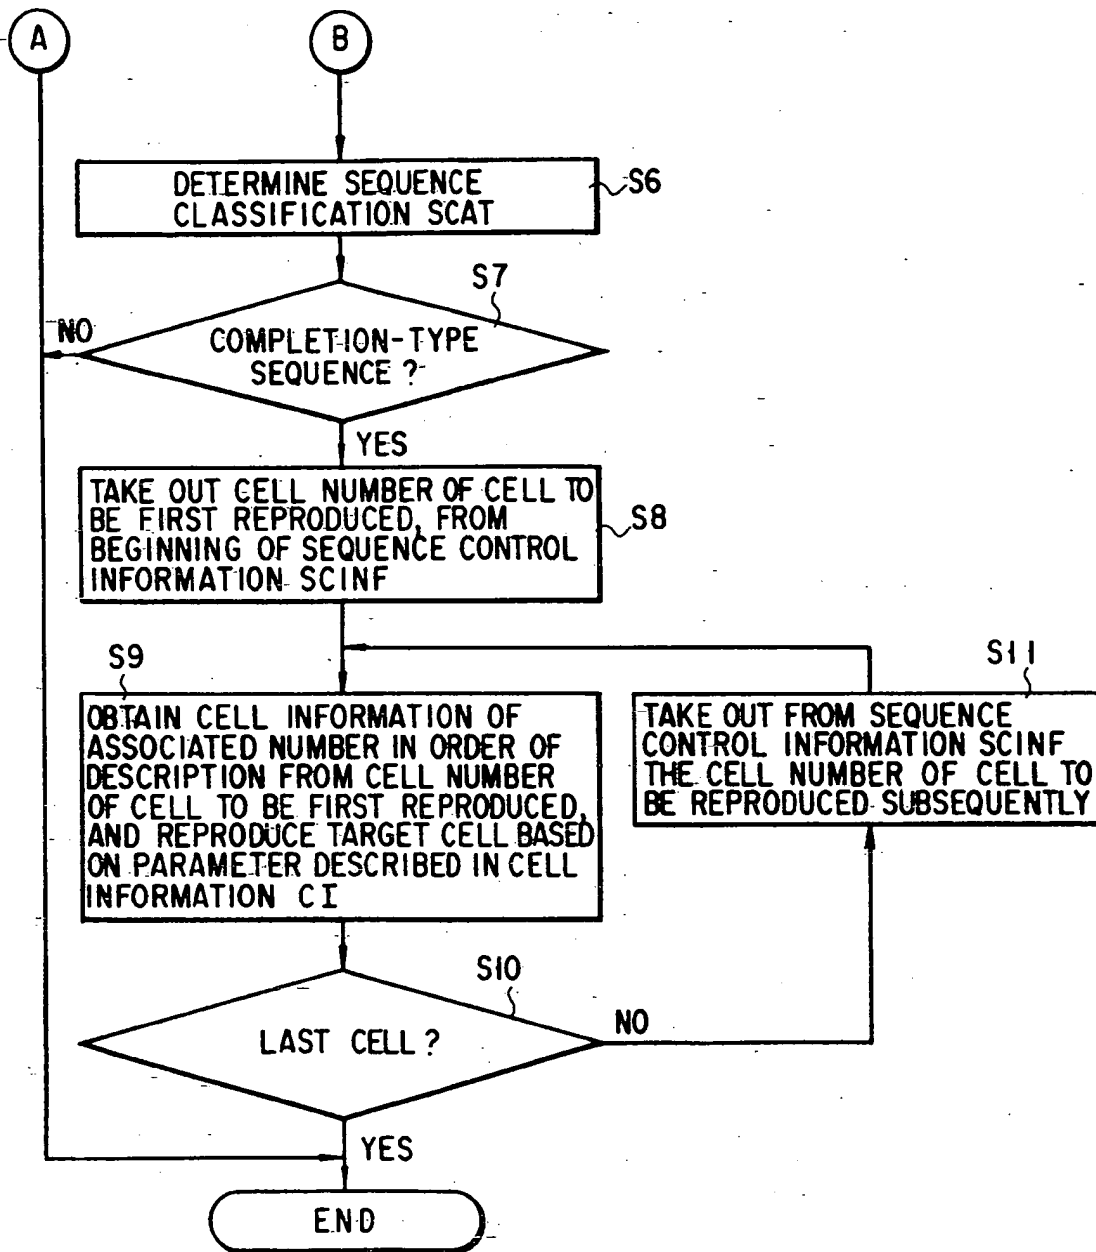 A
B
DETERMINE SEQUENCE
CLASSIFICATION SCAT
S6
S7
NO
COMPLETION-TYPE
SEQUENCE?
YES
TAKE OUT CELL NUMBER OF CELL TO
BE FIRST REPRODUCED, FROM
BEGINNING OF SEQUENCE CONTROL
INFORMATION SCINF
S8
S9
OBTAIN CELL INFORMATION OF
ASSOCIATED NUMBER IN ORDER OF
DESCRIPTION FROM CELL NUMBER
OF CELL TO BE FIRST REPRODUCED,
AND REPRODUCE TARGET CELL BASED
ON PARAMETER DESCRIBED IN CELL
INFORMATION CI
S11
TAKE OUT FROM SEQUENCE
CONTROL INFORMATION SCINF
THE CELL NUMBER OF CELL TO
BE REPRODUCED SUBSEQUENTLY
S10
LAST CELL?
NO
YES
END